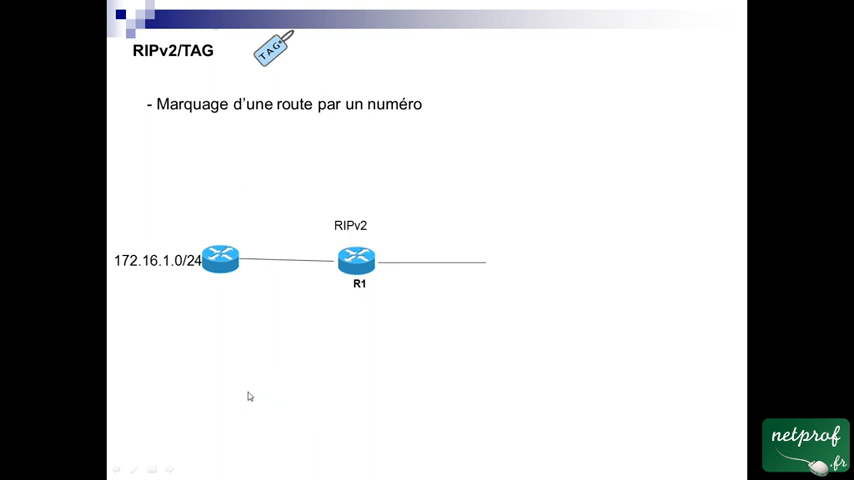 RIPv2/TAG
TAG
- Marquage d'une route par un numéro
RIPv2
172.16.1.0/24
R1
netprof
.fr